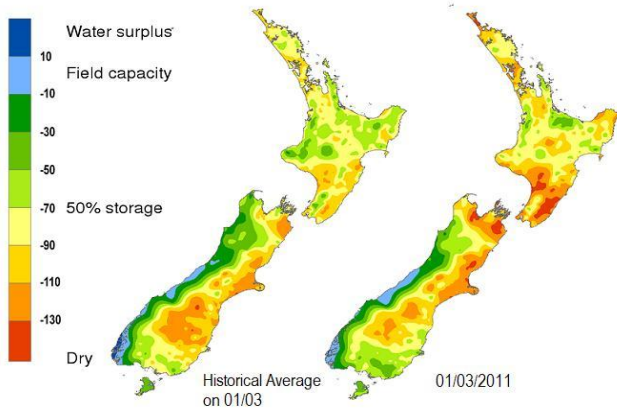 Water surplus
10
Field capacity
-10
-30
-50
50% storage
-70
-90
-110
-130
Dry
Historical Average
on 01/03
01/03/2011